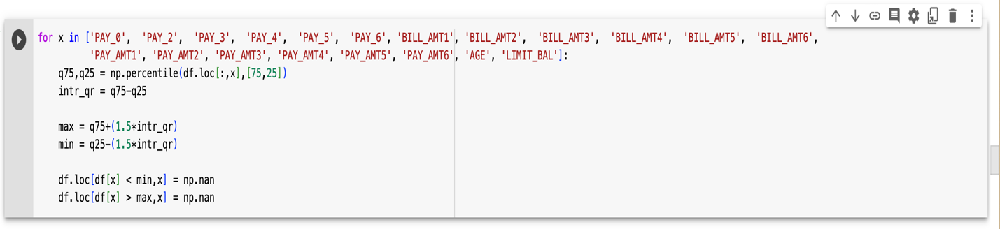 for x in ['PAY_0', 'PAY_2', 'PAY_3', 'PAY_4', 'PAY_5', 'PAY_6', 'BILL_AMT1', 'BILL_AMT2', 'BILL_AMT3', 'BILL_AMT4', 'BILL_AMT5', 'BILL_AMT6',
'PAY_AMT1', 'PAY_AMT2', 'PAY_AMT3', 'PAY_AMT4', 'PAY_AMT5', 'PAY_AMT6', 'AGE', 'LIMIT_BAL']:
q75,q25 = np.percentile(df.loc[:,x],[75,25])
intr_qr = q75-q25
max = q75+(1.5*intr_qr)
min = q25-(1.5*intr_qr)
df.loc[df[x] < min,x] = np.nan
df.loc[df[x] > max,x] = np.nan